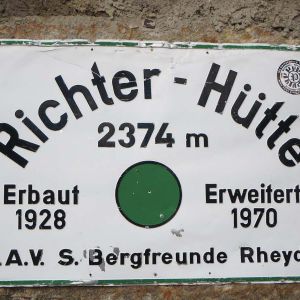 Richter-Hütte
2374 m
Erbaut Erweitert
1928 1970
.A.V. S. Bergfreunde Rheyd